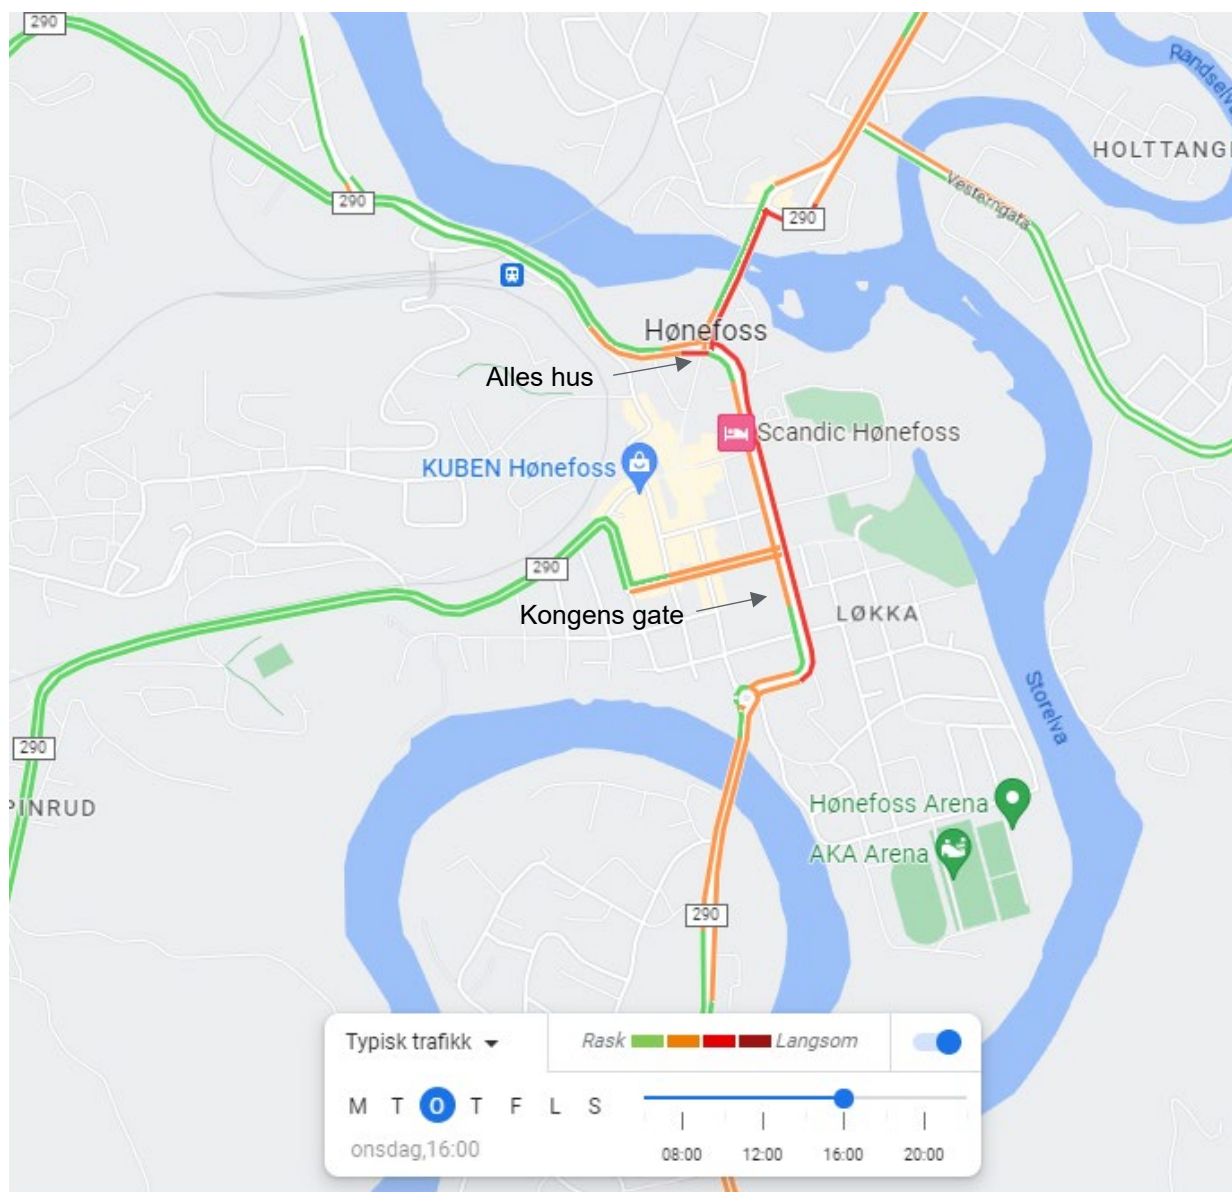 290
Randselva
HOLTTANG
Vesterngata
290
290
Hønefoss
Alles hus
Scandic Hønefoss
KUBEN Hønefoss
290
Kongens gate
LØKKA
Storelva
290
PINRUD
Hønefoss Arena
AKA Arena
290
Typisk trafikk
Rask
Langsom
M T O T F L S
onsdag,16:00
08:00 12:00 16:00 20:00